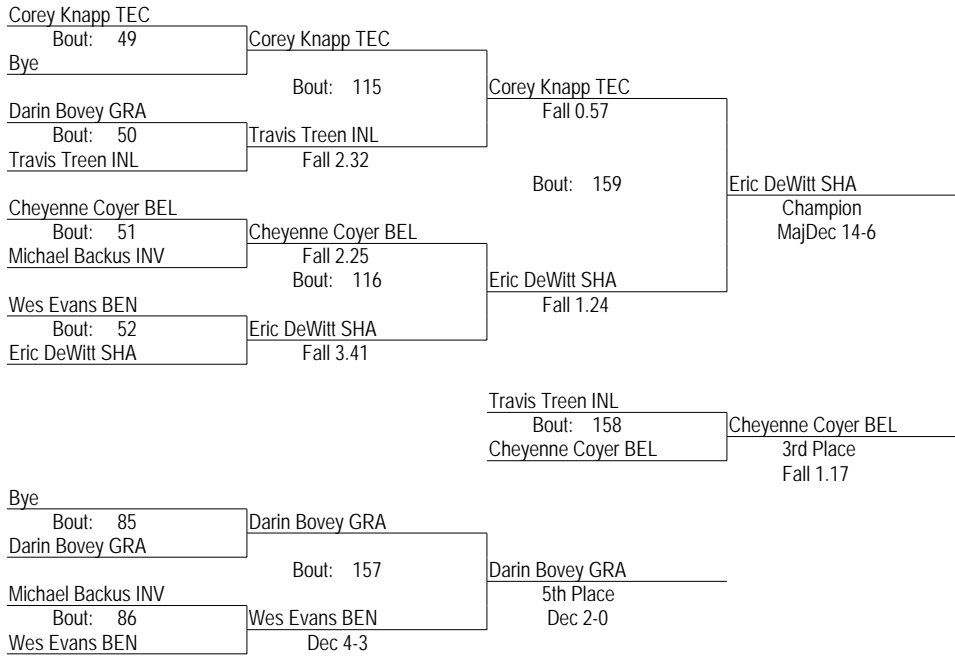 Corey Knapp TEC
Bout: 49
Corey Knapp TEC
Bye
Bout: 115
Corey Knapp TEC
Fall 0.57
Darin Bovey GRA
Bout: 50
Travis Treen INL
Travis Treen INL
Fall 2.32
Bout: 159
Eric DeWitt SHA
Champion
MajDec 14-6
Cheyenne Coyer BEL
Bout: 51
Cheyenne Coyer BEL
Michael Backus INV
Fall 2.25
Bout: 116
Eric DeWitt SHA
Fall 1.24
Wes Evans BEN
Bout: 52
Eric DeWitt SHA
Eric DeWitt SHA
Fall 3.41
Travis Treen INL
Bout: 158
Cheyenne Coyer BEL
Cheyenne Coyer BEL
3rd Place
Fall 1.17
Bye
Bout: 85
Darin Bovey GRA
Darin Bovey GRA
Bout: 157
Darin Bovey GRA
5th Place
Dec 2-0
Michael Backus INV
Bout: 86
Wes Evans BEN
Wes Evans BEN
Dec 4-3